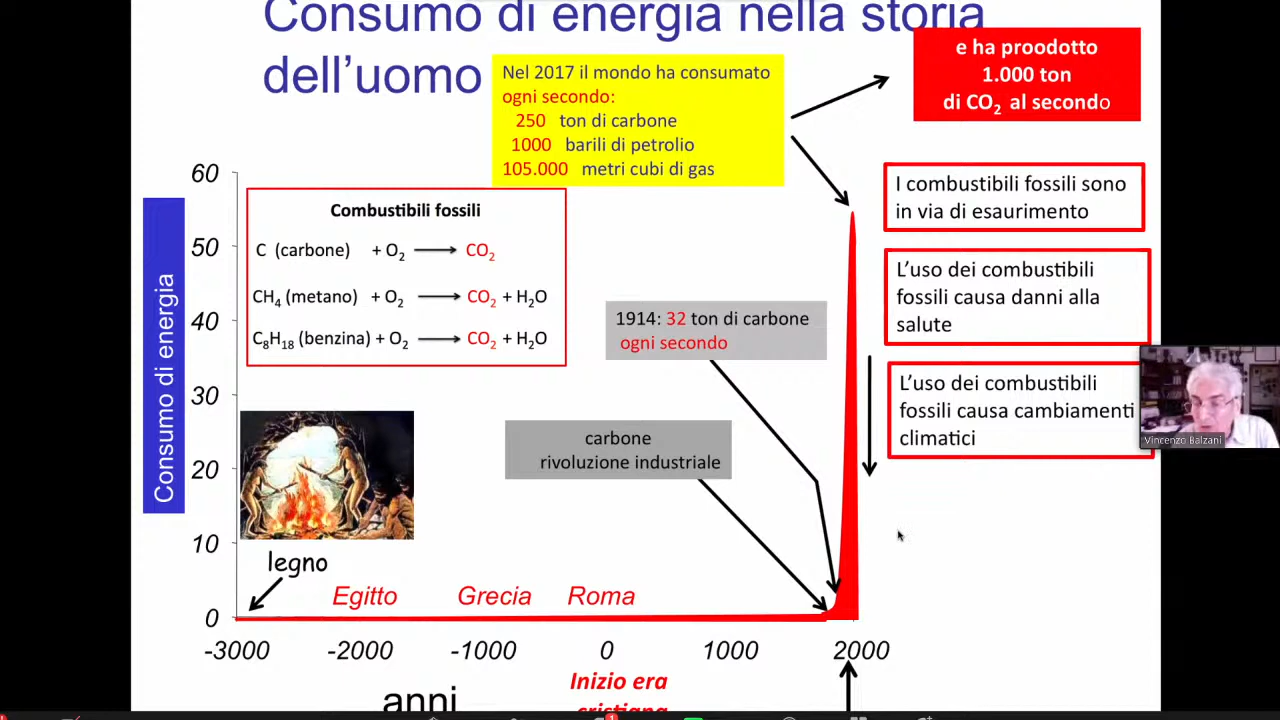 Consumo di energia nella storia
dell'uomo
Nel 2017 il mondo ha consumato
ogni secondo:
250 ton di carbone
1000 barili di petrolio
105.000 metri cubi di gas
e ha proodotto
1.000 ton
di CO2 al secondo
I combustibili fossili sono
in via di esaurimento
L'uso dei combustibili
fossili causa danni alla
salute
L'uso dei combustibili
fossili causa cambiamenti
climatici
Vincenzo Balzani
Combustibili fossili
C (carbone) + O2 → CO2
CH4 (metano) + O2 → CO2 + H2O
C8H18 (benzina) + O2 → CO2 + H2O
1914: 32 ton di carbone
ogni secondo
carbone
rivoluzione industriale
Consumo di energia
60
50
40
30
20
10
0
legno
Egitto Grecia Roma
-3000 -2000 -1000 0 1000 2000
anni
Inizio era
cristiana
1